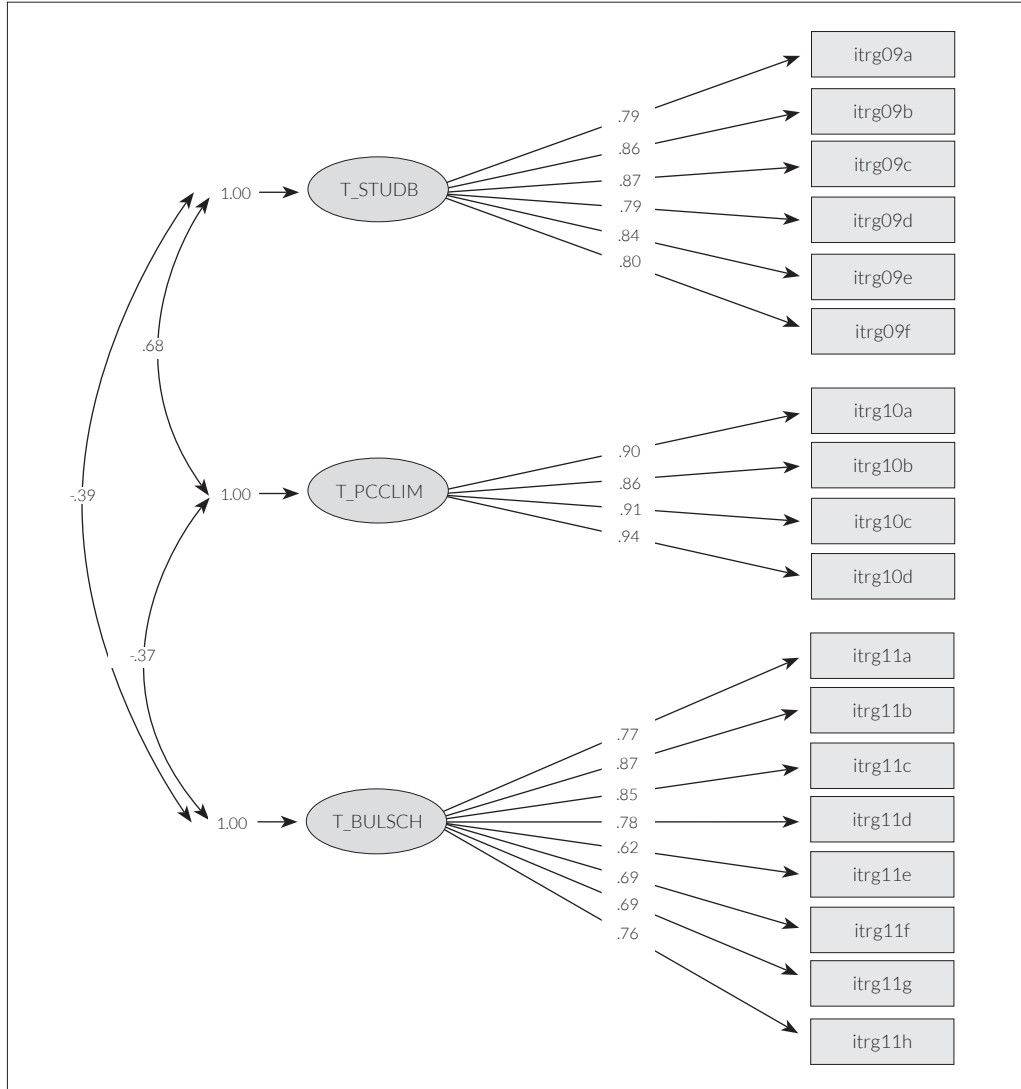 itrg09a
.79
itrg09b
.86
itrg09c
1.00
T_STUDB
.87
.79
itrg09d
.84
.80
itrg09e
itrg09f
.68
itrg10a
.90
itrg10b
.86
-.39
1.00
T_PCCLIM
.91
itrg10c
.94
itrg10d
-.37
itrg11a
.77
itrg11b
.87
itrg11c
.85
1.00
T_BULSCH
.78
itrg11d
.62
itrg11e
.69
.69
itrg11f
.76
itrg11g
itrg11h